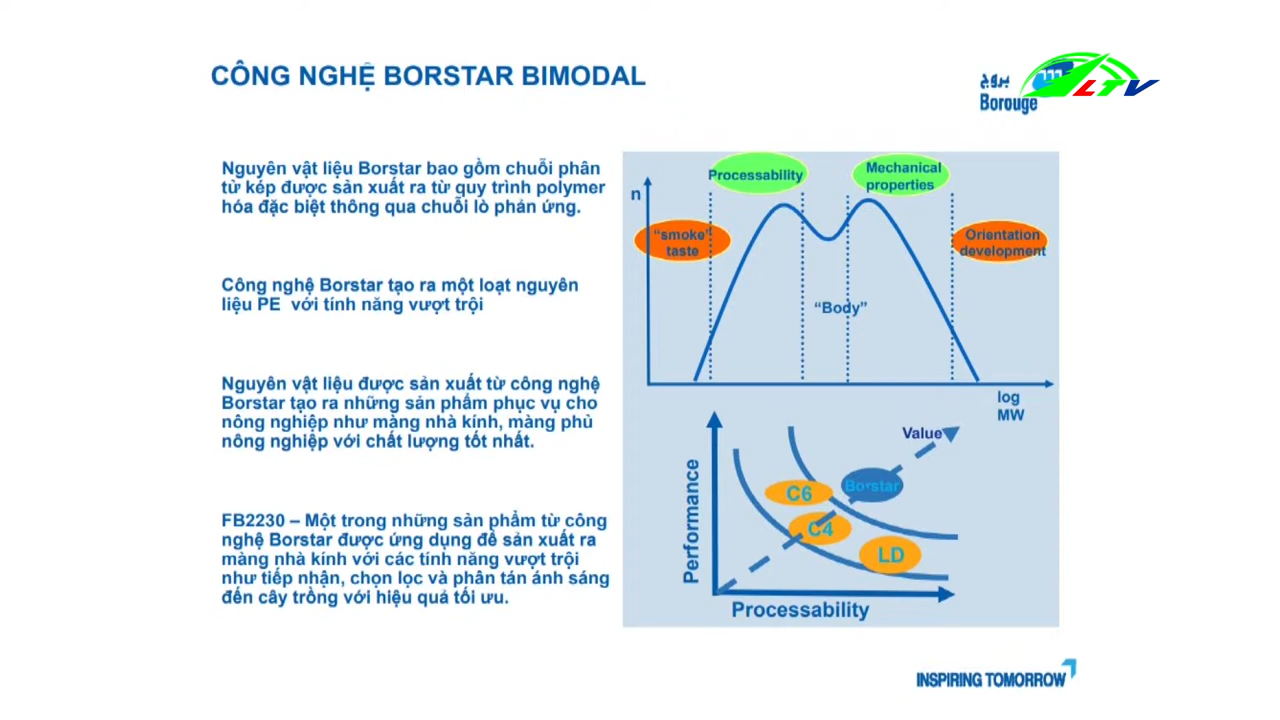 CÔNG NGHỆ BORSTAR BIMODAL
بروج
Borouge
LTV
Nguyên vật liệu Borstar bao gồm chuỗi phân
tử kép được sản xuất ra từ quy trình polymer
hóa đặc biệt thông qua chuỗi lò phản ứng.
Công nghệ Borstar tạo ra một loạt nguyên
liệu PE với tính năng vượt trội
Nguyên vật liệu được sản xuất từ công nghệ
Borstar tạo ra những sản phẩm phục vụ cho
nông nghiệp như màng nhà kính, màng phủ
nông nghiệp với chất lượng tốt nhất.
FB2230 – Một trong những sản phẩm từ công
nghệ Borstar được ứng dụng để sản xuất ra
màng nhà kính với các tính năng vượt trội
như tiếp nhận, chọn lọc và phân tán ánh sáng
đến cây trồng với hiệu quả tối ưu.
n
Processability
Mechanical
properties
“smoke”
taste
Orientation
development
“Body”
log
MW
Performance
Value
Borstar
C6
C4
LD
Processability
INSPIRING TOMORROW